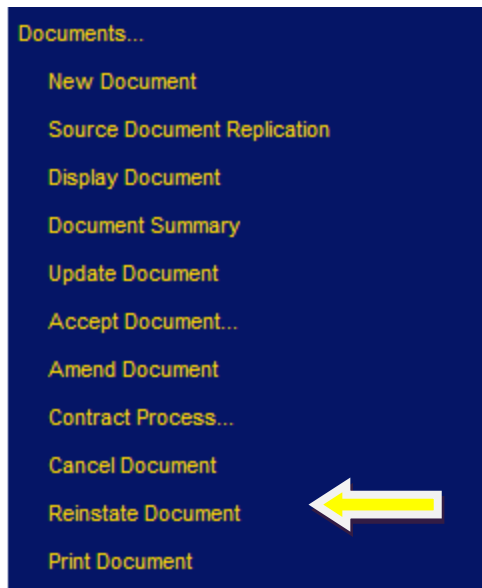 Documents...
New Document
Source Document Replication
Display Document
Document Summary
Update Document
Accept Document...
Amend Document
Contract Process...
Cancel Document
Reinstate Document
Print Document